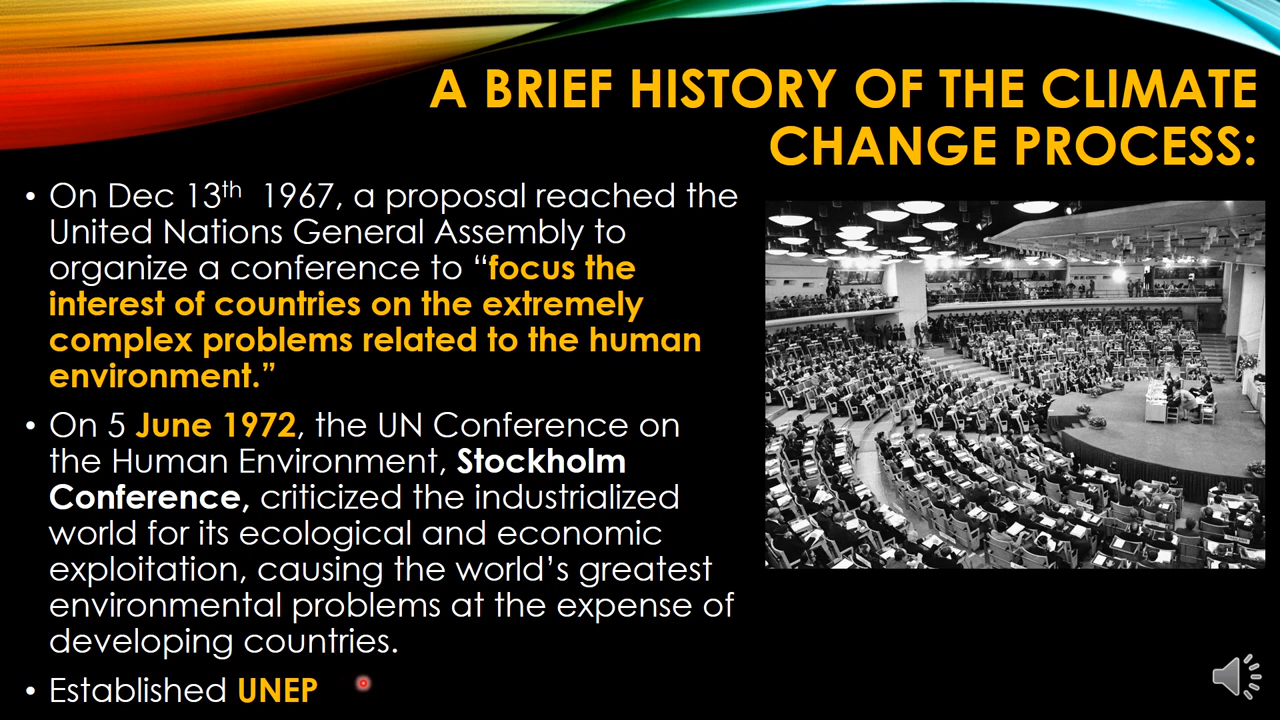 A BRIEF HISTORY OF THE CLIMATE
CHANGE PROCESS:
• On Dec 13th 1967, a proposal reached the
United Nations General Assembly to
organize a conference to “focus the
interest of countries on the extremely
complex problems related to the human
environment.”
• On 5 June 1972, the UN Conference on
the Human Environment, Stockholm
Conference, criticized the industrialized
world for its ecological and economic
exploitation, causing the world’s greatest
environmental problems at the expense of
developing countries.
• Established UNEP